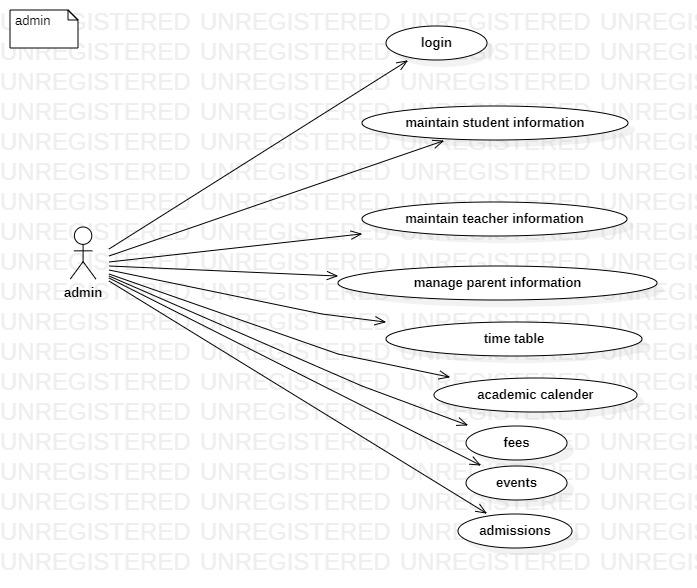 admin
login
maintain student information
maintain teacher information
manage parent information
admin
time table
academic calender
fees
events
admissions
UNREGISTERED